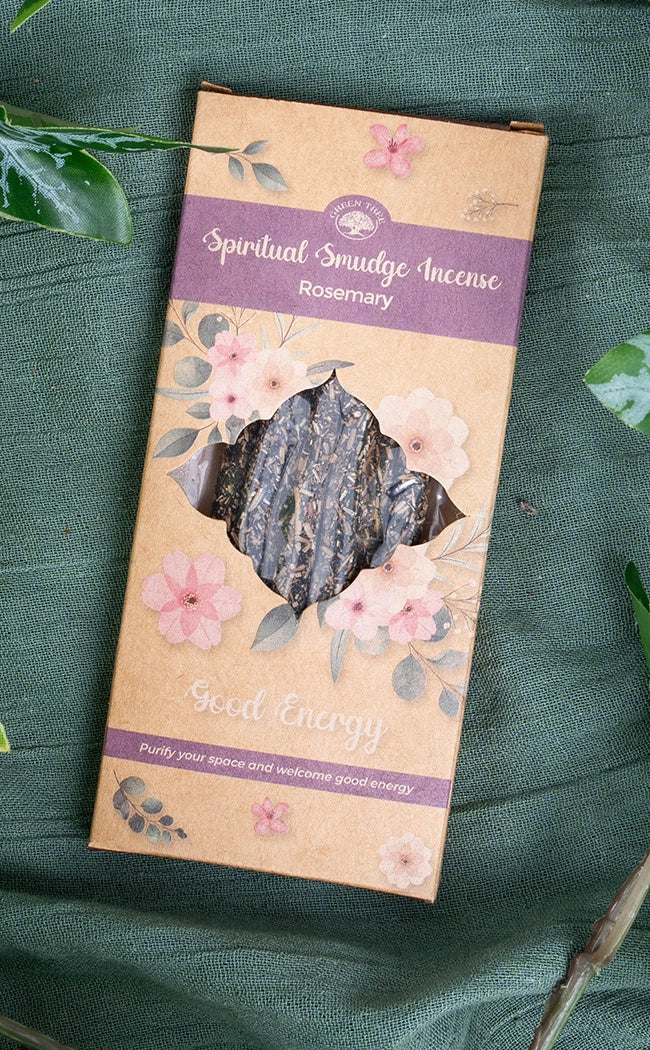 GREEN TREE
Spiritual Smudge Incense
Rosemary
Good Energy
Purify your space and welcome good energy